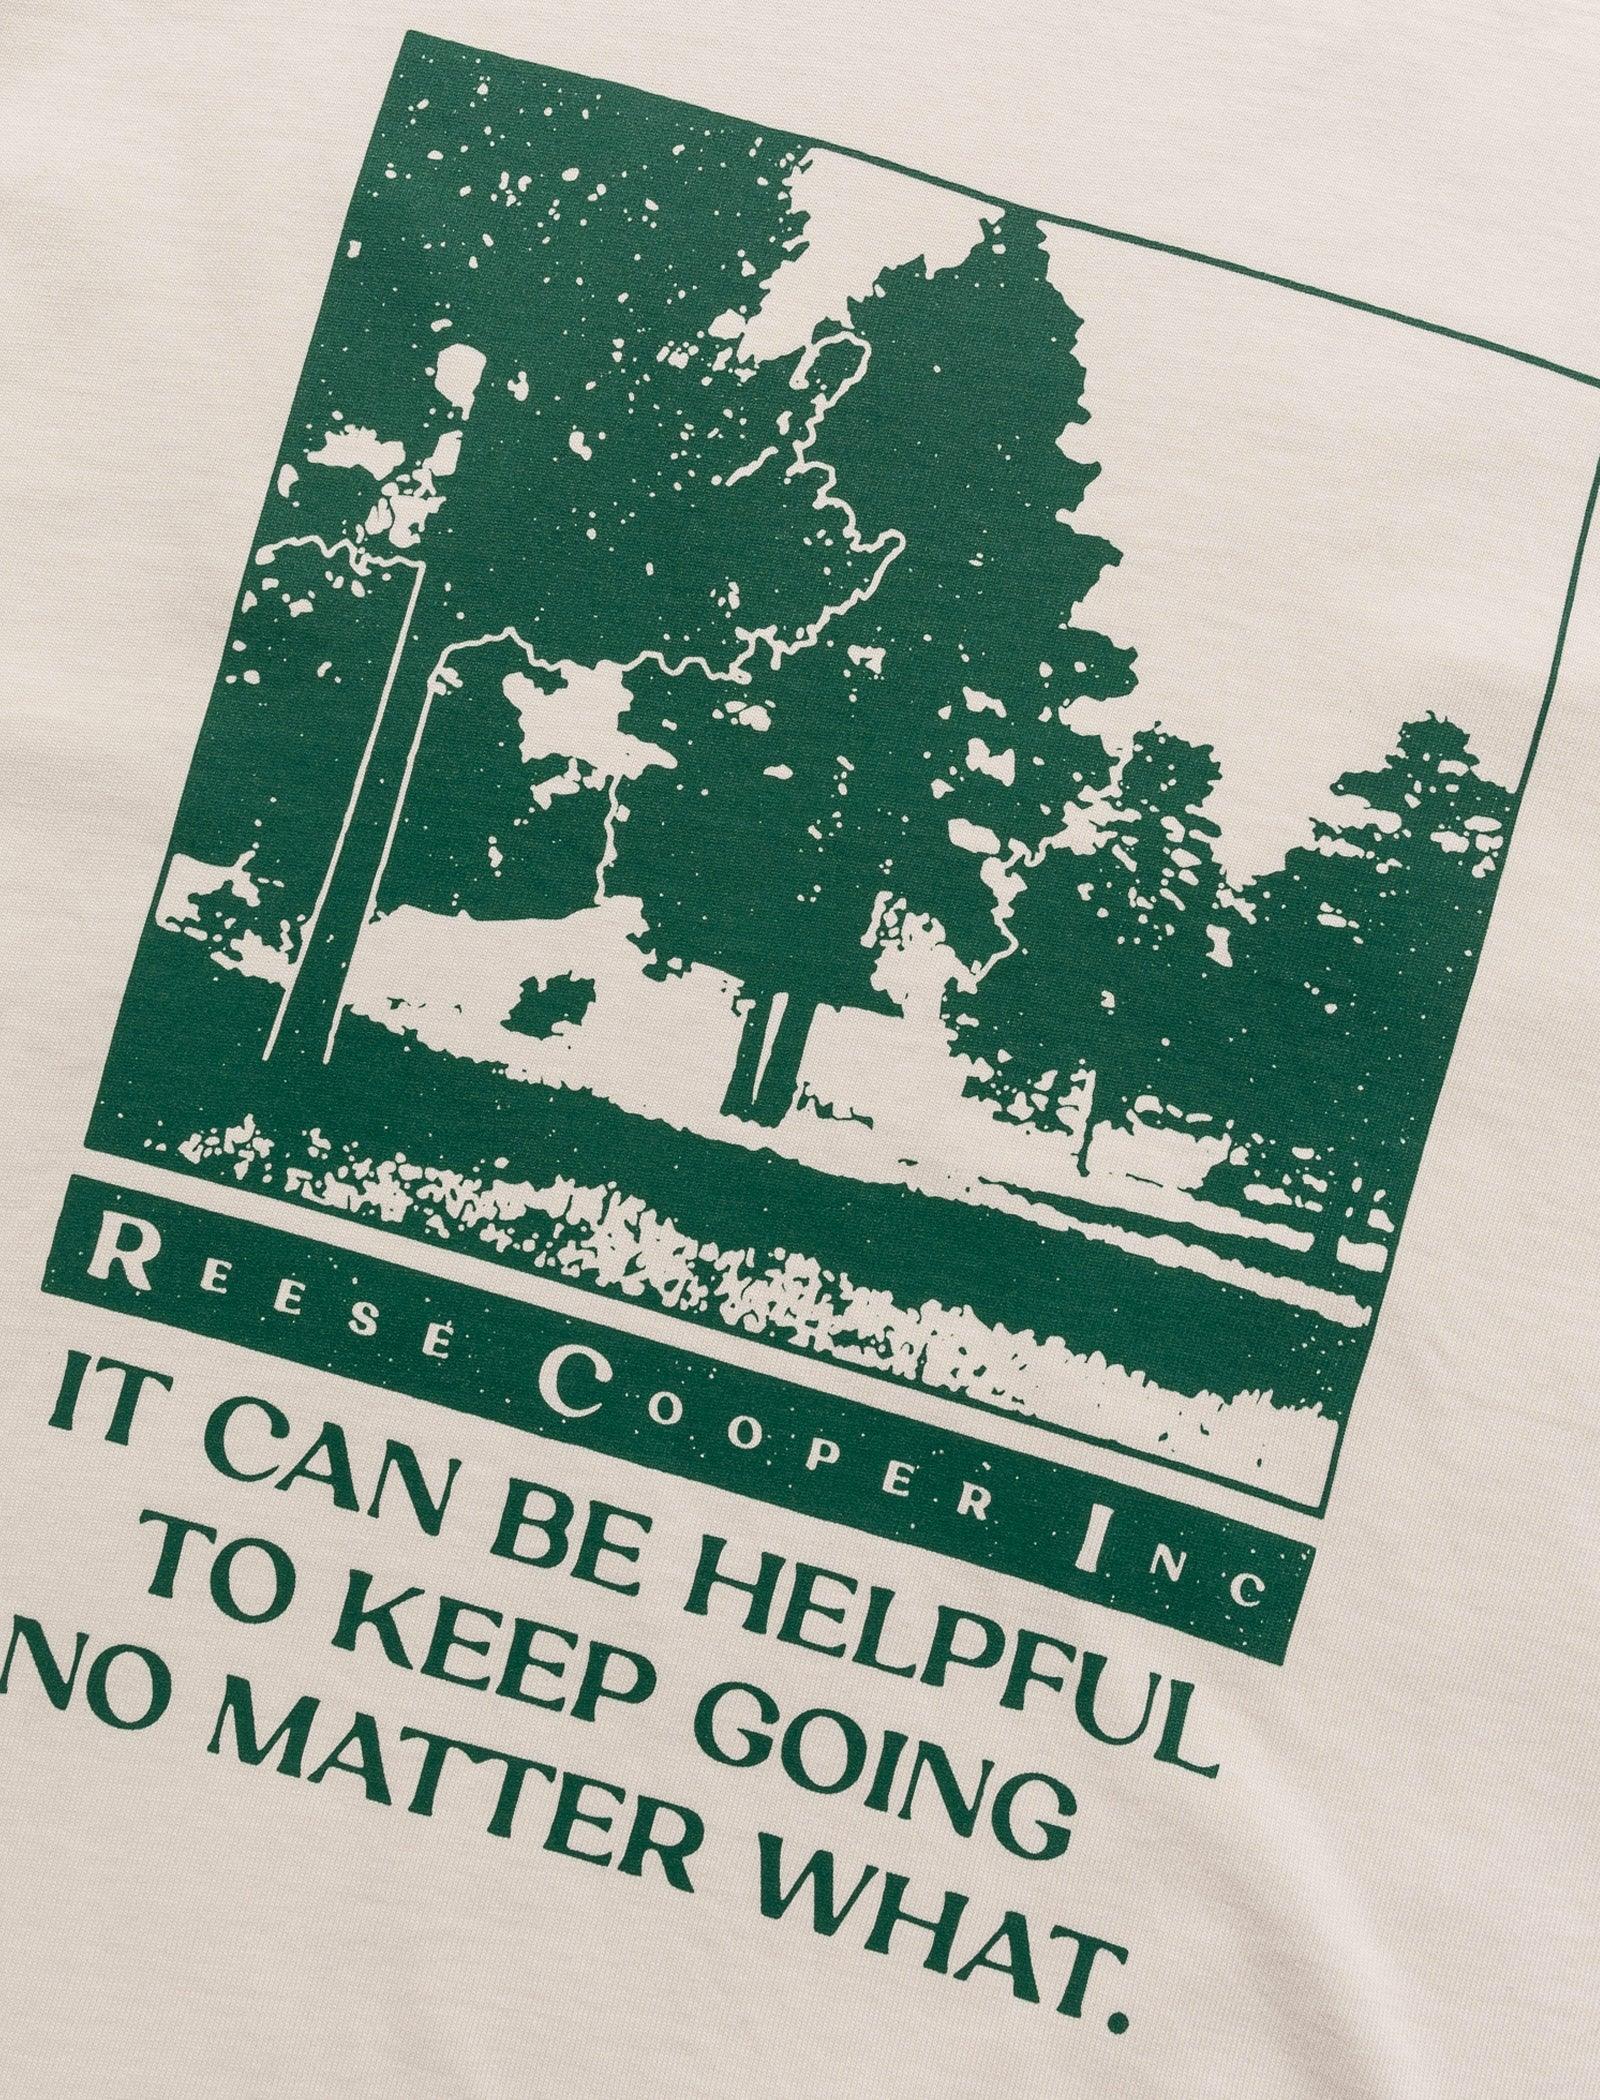 REESE COOPER INC
IT CAN BE HELPFUL
TO KEEP GOING
NO MATTER WHAT.